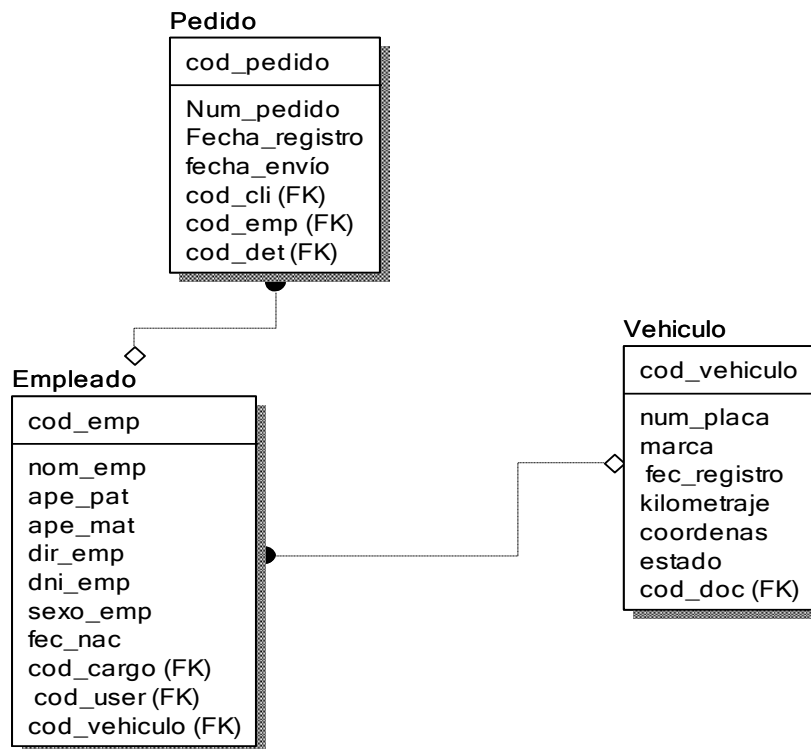 Pedido
cod_pedido
Num_pedido
Fecha_registro
fecha_envío
cod_cli (FK)
cod_emp (FK)
cod_det (FK)
Empleado
cod_emp
nom_emp
ape_pat
ape_mat
dir_emp
dni_emp
sexo_emp
fec_nac
cod_cargo (FK)
cod_user (FK)
cod_vehiculo (FK)
Vehiculo
cod_vehiculo
num_placa
marca
fec_registro
kilometraje
coordenas
estado
cod_doc (FK)